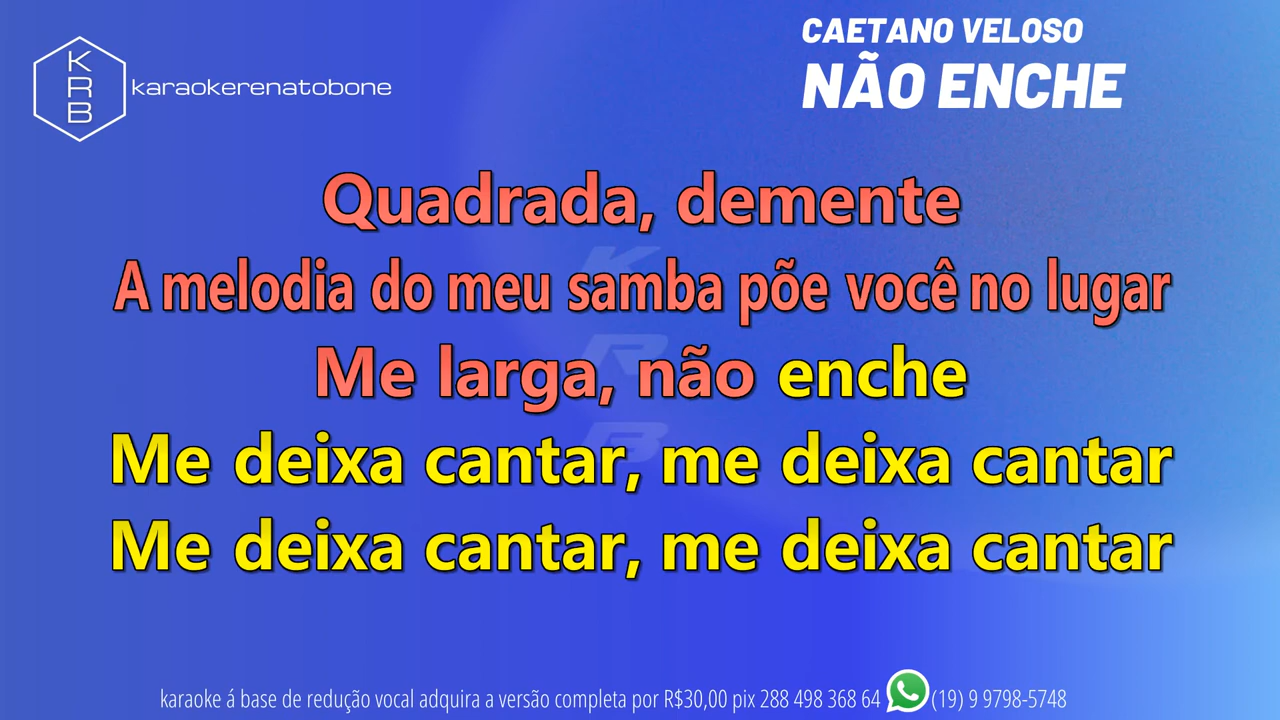 CAETANO VELOSO
NÃO ENCHE
KRB
karaokerenatobone
Quadrada, demente
A melodia do meu samba põe você no lugar
Me larga, não enche
Me deixa cantar, me deixa cantar
Me deixa cantar, me deixa cantar
KRB
karaoke á base de redução vocal adquira a versão completa por R$30,00 pix 288 498 368 64 (19) 9 9798-5748